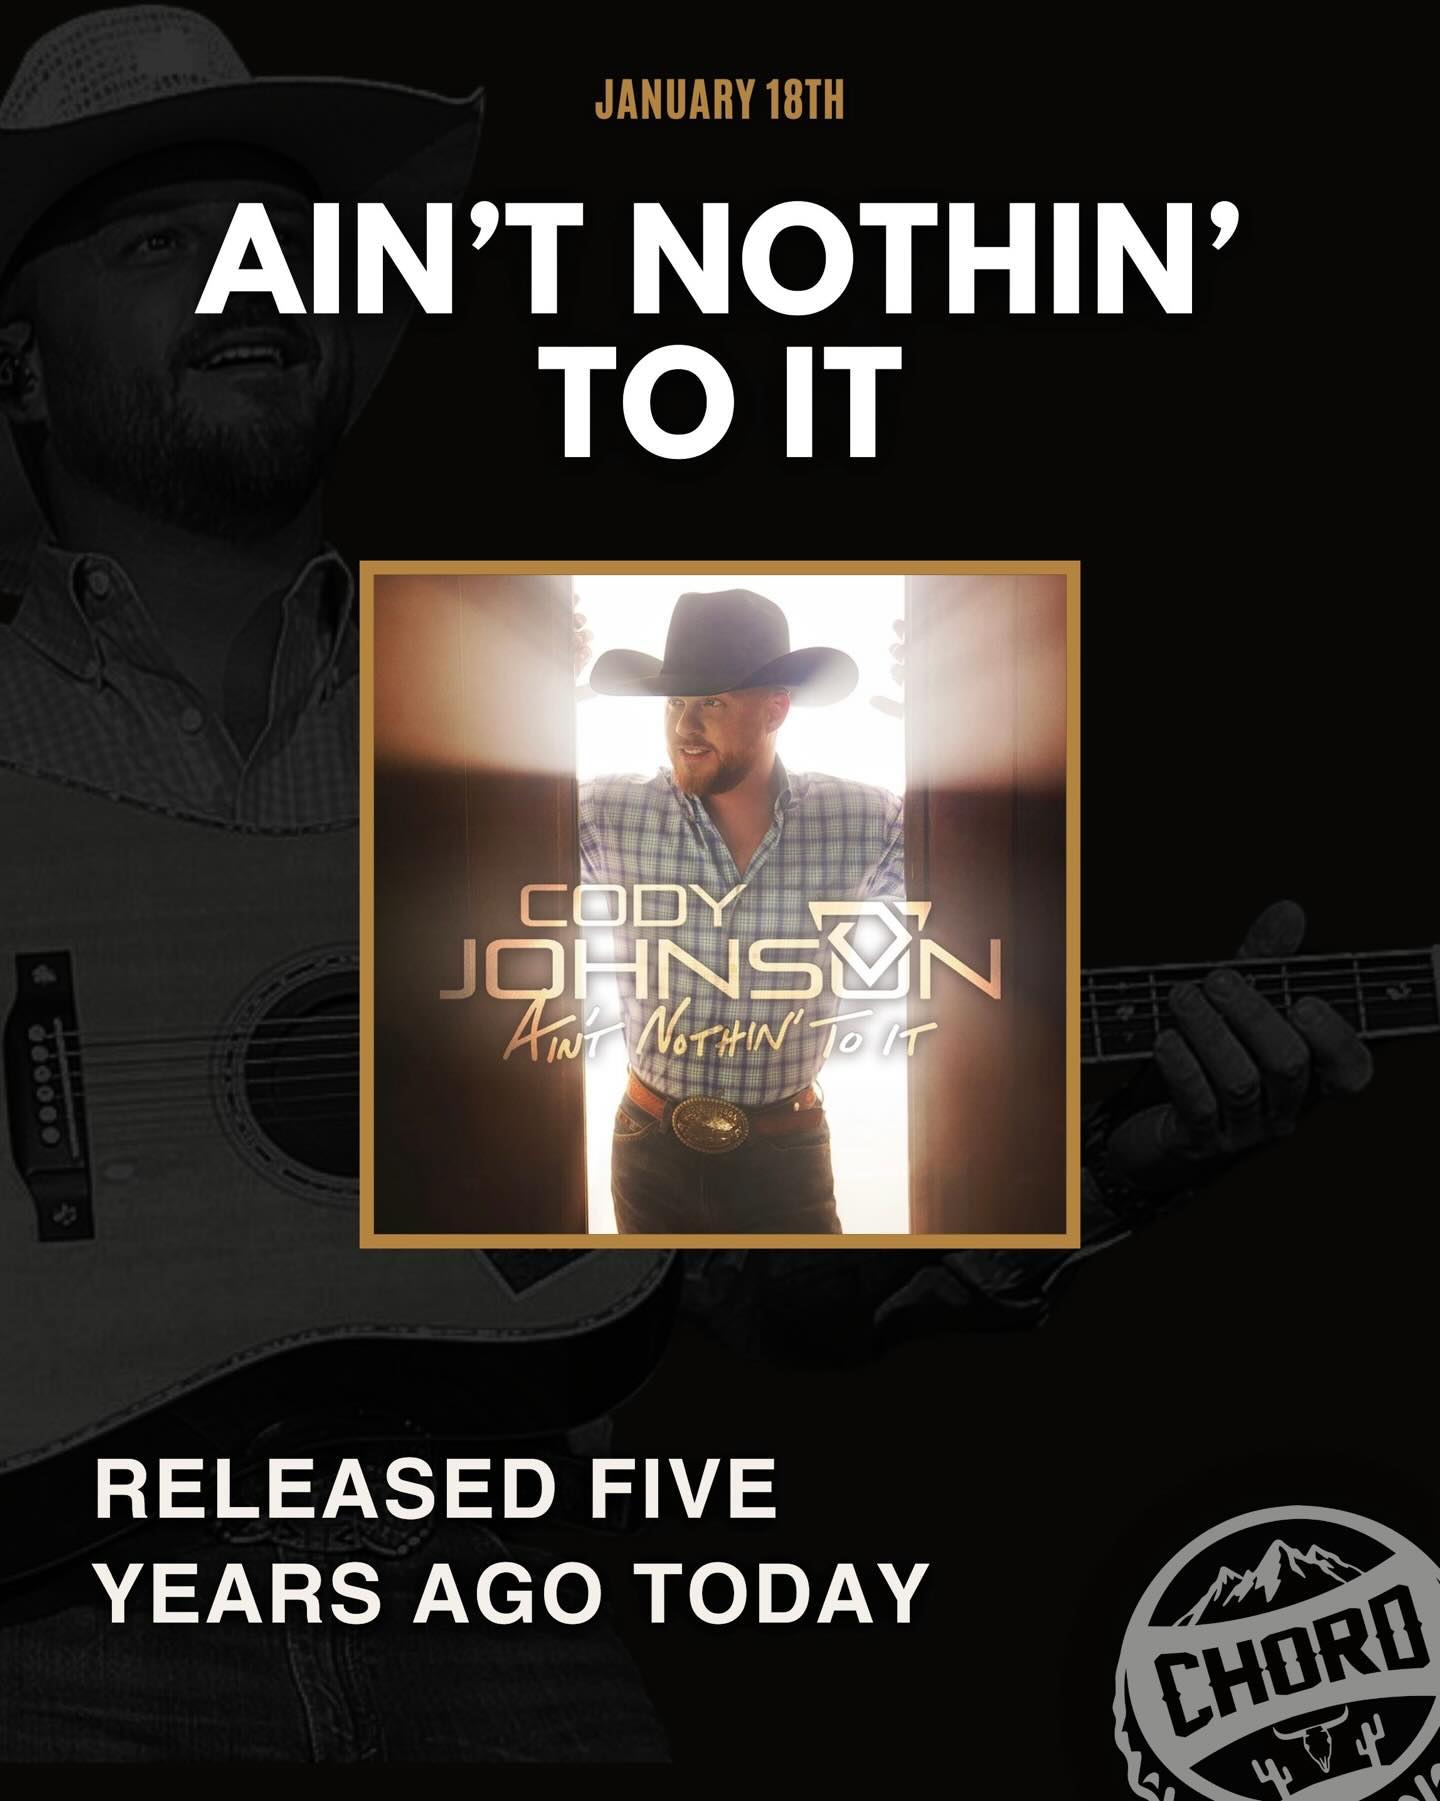 JANUARY 18TH
AIN’T NOTHIN’
TO IT
CODY
JOHNSON
AIN'T NOTHIN' TO IT
RELEASED FIVE
YEARS AGO TODAY
CHORD